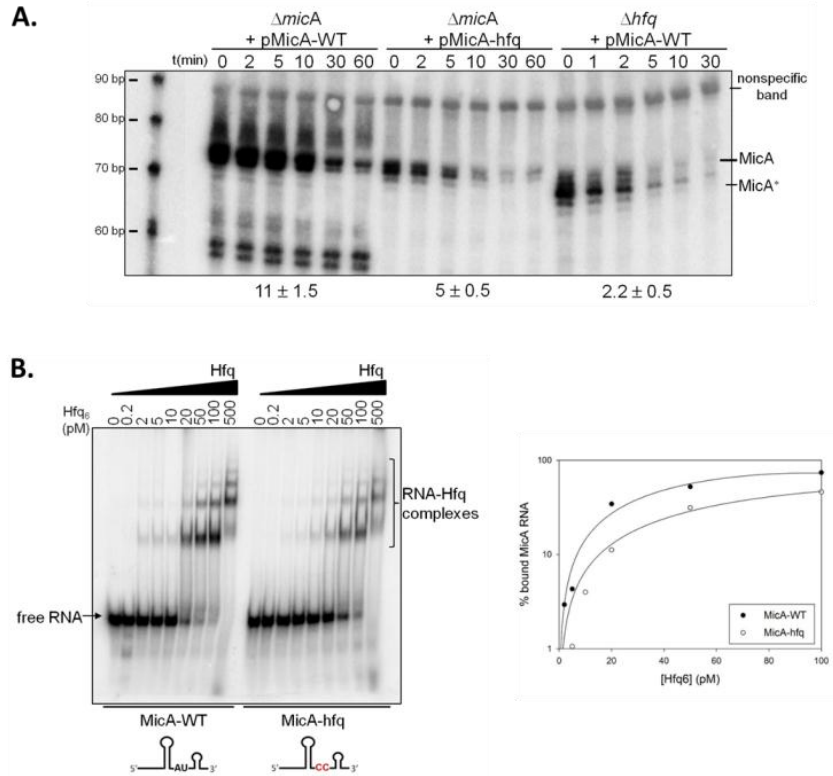 A.
ΔmicA ΔmicA Δhfq
+ pMicA-WT + pMicA-hfq + pMicA-WT
t(min) 0 2 5 10 30 60 0 2 5 10 30 60 0 1 2 5 10 30
90 bp
nonspecific
band
80 bp
MicA
70 bp
MicA*
60 bp
11 ± 1.5 5 ± 0.5 2.2 ± 0.5
B.
Hfq Hfq
Hfq6 (pM) 0 0.2 2 5 10 20 50 100 500 0 0.2 2 5 10 20 50 100 500
RNA-Hfq
complexes
free RNA
MicA-WT MicA-hfq
5'- AU -3' 5'- CC -3'
100
10
1
% bound MicA RNA
MicA-WT
MicA-hfq
0 20 40 60 80 100
[Hfq6] (pM)